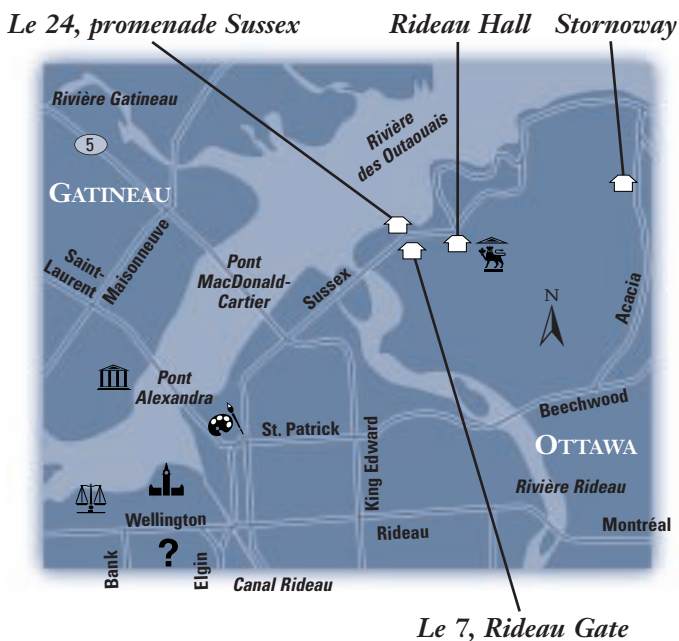 Le 24, promenade Sussex
Rideau Hall
Stornoway
Rivière Gatineau
5
GATINEAU
Rivière
des Outaouais
Saint-
Laurent
Maisonneuve
Pont
MacDonald-
Cartier
Sussex
N
Acacia
Pont
Alexandra
St. Patrick
King Edward
Beechwood
OTTAWA
Rivière Rideau
Wellington
Rideau
Montréal
Bank
?
Elgin
Canal Rideau
Le 7, Rideau Gate